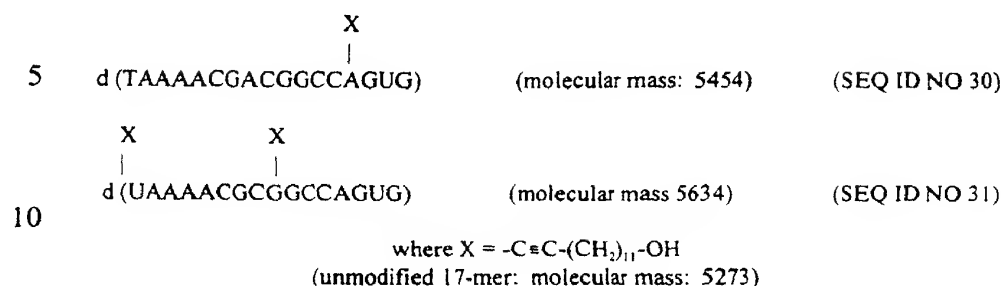 X
|
5 d (TAAAACGACGGCCAGUG) (molecular mass: 5454) (SEQ ID NO 30)
X X
| |
d (UAAAACGCGGCCAGUG) (molecular mass 5634) (SEQ ID NO 31)
10
where X = -C≡C-(CH₂)₁₁-OH
(unmodified 17-mer: molecular mass: 5273)